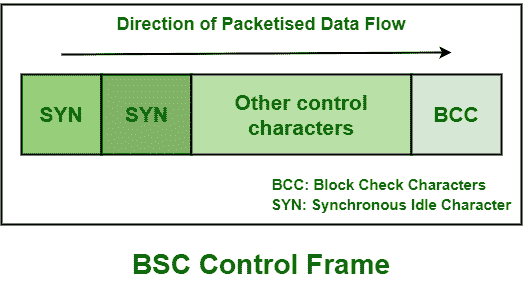 Direction of Packetised Data Flow
SYN
SYN
Other control
characters
BCC
BCC: Block Check Characters
SYN: Synchronous Idle Character
BSC Control Frame